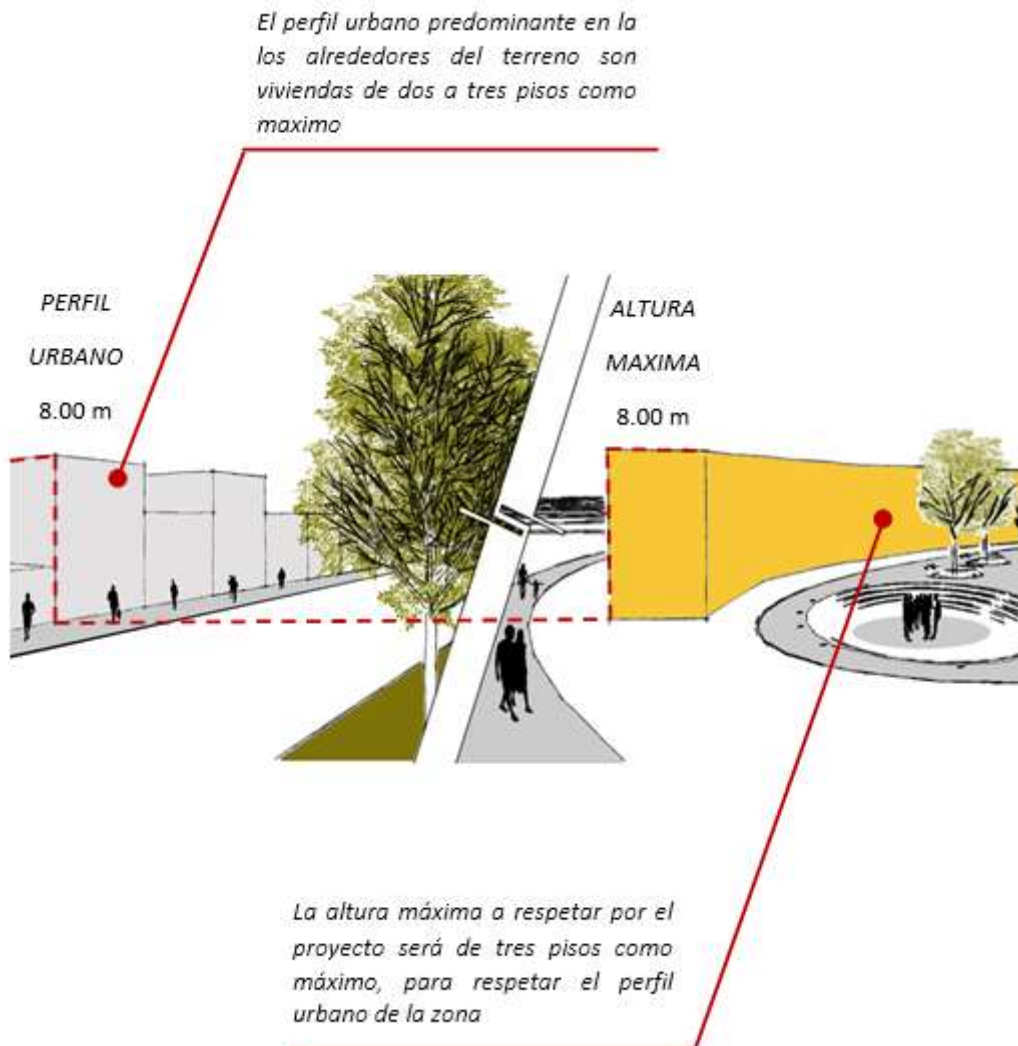 El perfil urbano predominante en la
los alrededores del terreno son
viviendas de dos a tres pisos como
maximo
PERFIL
URBANO
8.00 m
ALTURA
MAXIMA
8.00 m
La altura máxima a respetar por el
proyecto será de tres pisos como
máximo, para respetar el perfil
urbano de la zona